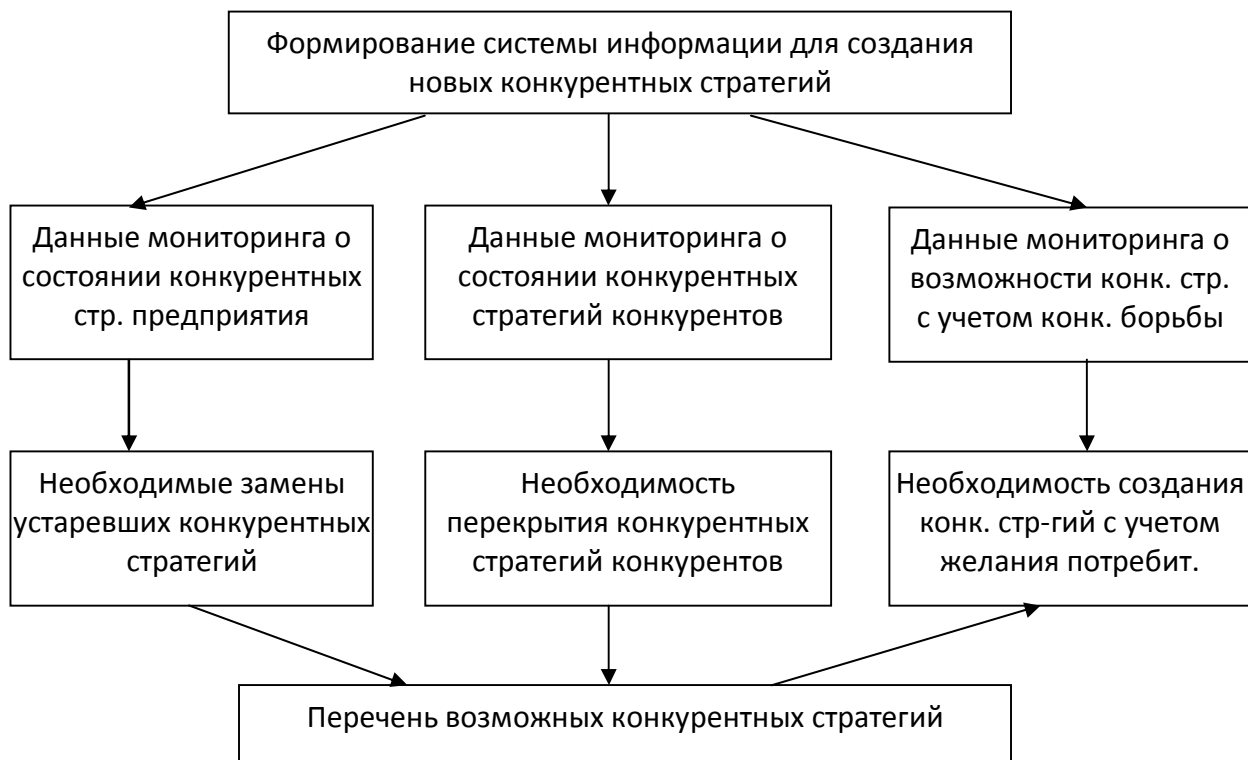 Формирование системы информации для создания
новых конкурентных стратегий
Данные мониторинга о
состоянии конкурентных
стр. предприятия
Данные мониторинга о
состоянии конкурентных
стратегий конкурентов
Данные мониторинга о
возможности конк. стр.
с учетом конк. борьбы
Необходимые замены
устаревших конкурентных
стратегий
Необходимость
перекрытия конкурентных
стратегий конкурентов
Необходимость создания
конк. стр-гий с учетом
желания потребит.
Перечень возможных конкурентных стратегий